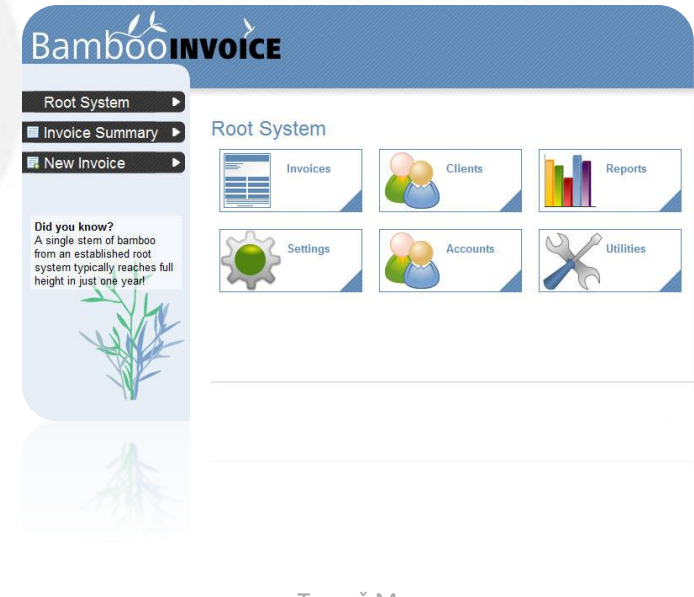 BambooINVOICE
Root System
Invoice Summary
New Invoice
Did you know?
A single stem of bamboo
from an established root
system typically reaches full
height in just one year!
Root System
Invoices
Clients
Reports
Settings
Accounts
Utilities